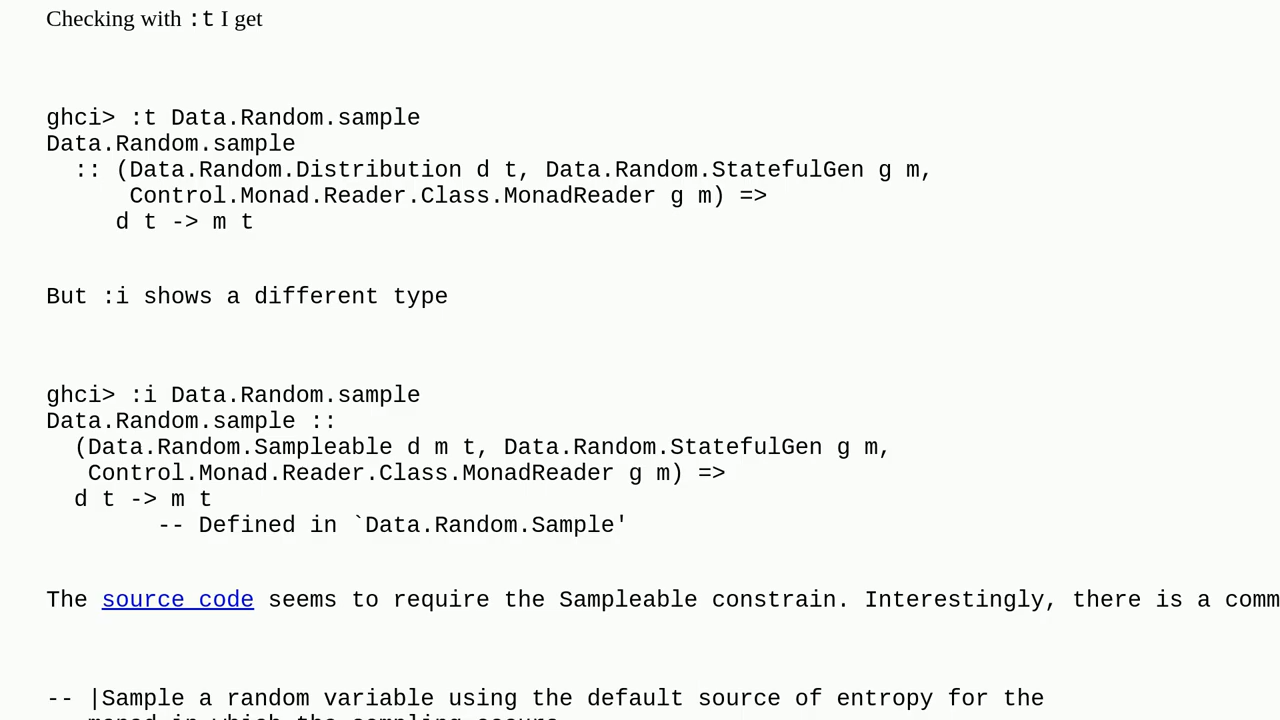 Checking with :t I get
ghci> :t Data.Random.sample
Data.Random.sample
  :: (Data.Random.Distribution d t, Data.Random.StatefulGen g m,
      Control.Monad.Reader.Class.MonadReader g m) =>
     d t -> m t
But :i shows a different type
ghci> :i Data.Random.sample
Data.Random.sample ::
  (Data.Random.Sampleable d m t, Data.Random.StatefulGen g m,
   Control.Monad.Reader.Class.MonadReader g m) =>
  d t -> m t
        -- Defined in `Data.Random.Sample'
The source code seems to require the Sampleable constrain. Interestingly, there is a comm
-- |Sample a random variable using the default source of entropy for the